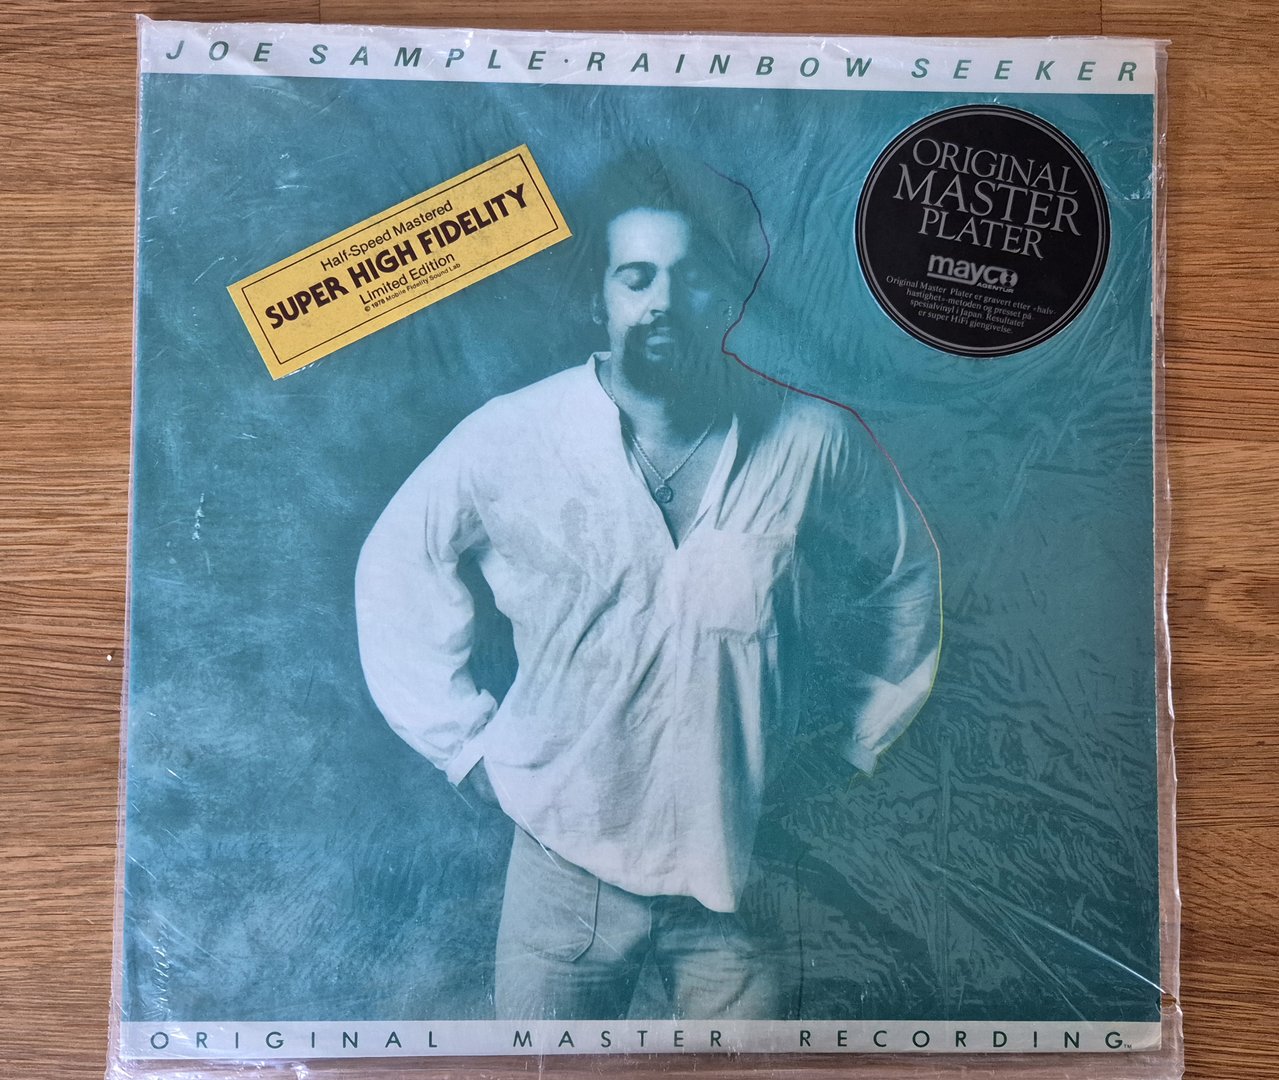 JOE SAMPLE·RAINBOW SEEKER
Half-Speed Mastered
SUPER HIGH FIDELITY
Limited Edition
© 1978 Mobile Fidelity Sound Lab
ORIGINAL
MASTER
PLATER
mayco
AGENTUR
Original Master Plater er gravert etter «halv-
hastighet»-metoden og presset på
spesialvinyl i Japan. Resultatet
er super HiFi gjengivelse.
ORIGINAL MASTER RECORDING™